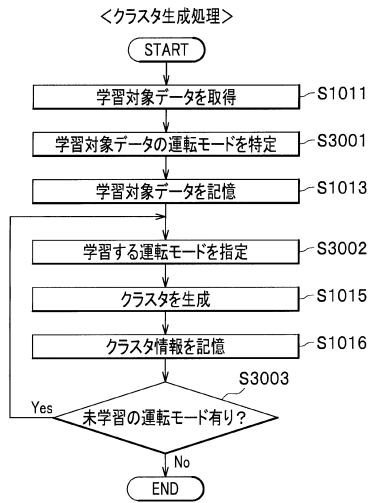 ＜クラスタ生成処理＞
START
学習対象データを取得
S1011
学習対象データの運転モードを特定
S3001
学習対象データを記憶
S1013
学習する運転モードを指定
S3002
クラスタを生成
S1015
クラスタ情報を記憶
S1016
S3003
Yes
未学習の運転モード有り？
No
END